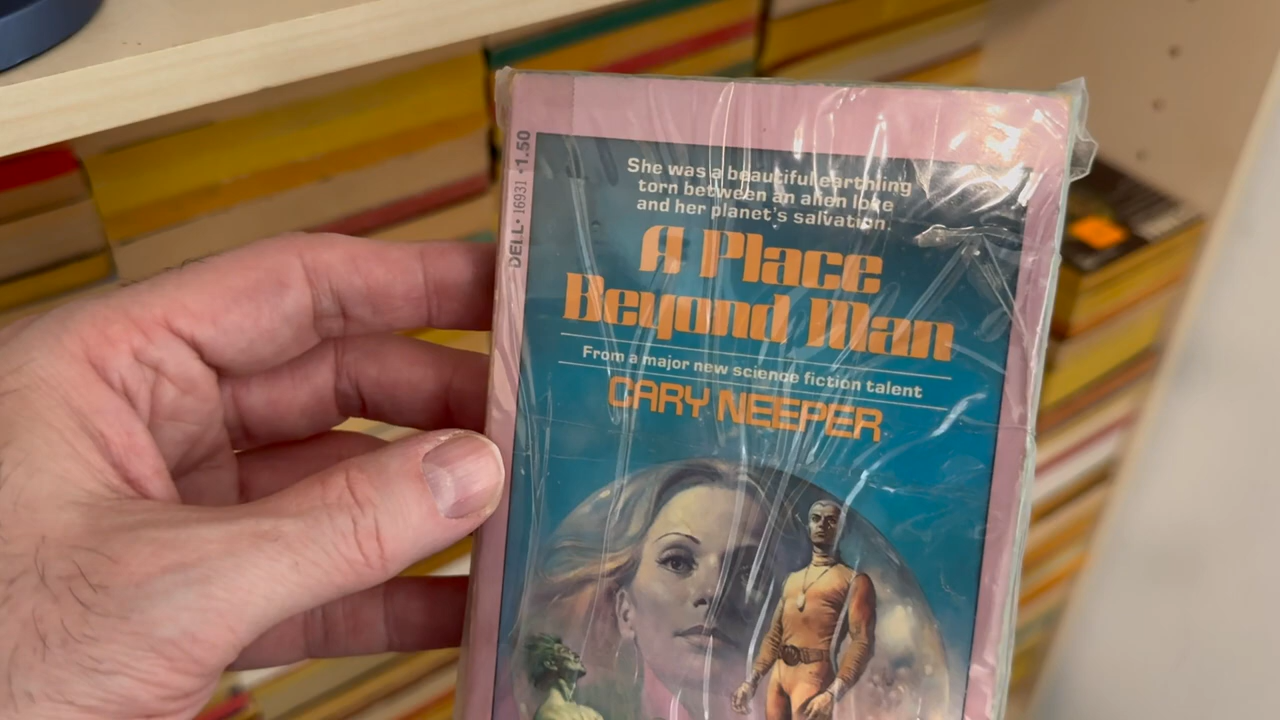 DELL • 16931 • 1.50
She was a beautiful earthling
torn between an alien love
and her planet's salvation.
A Place
Beyond Man
From a major new science fiction talent
CARY NEEPER